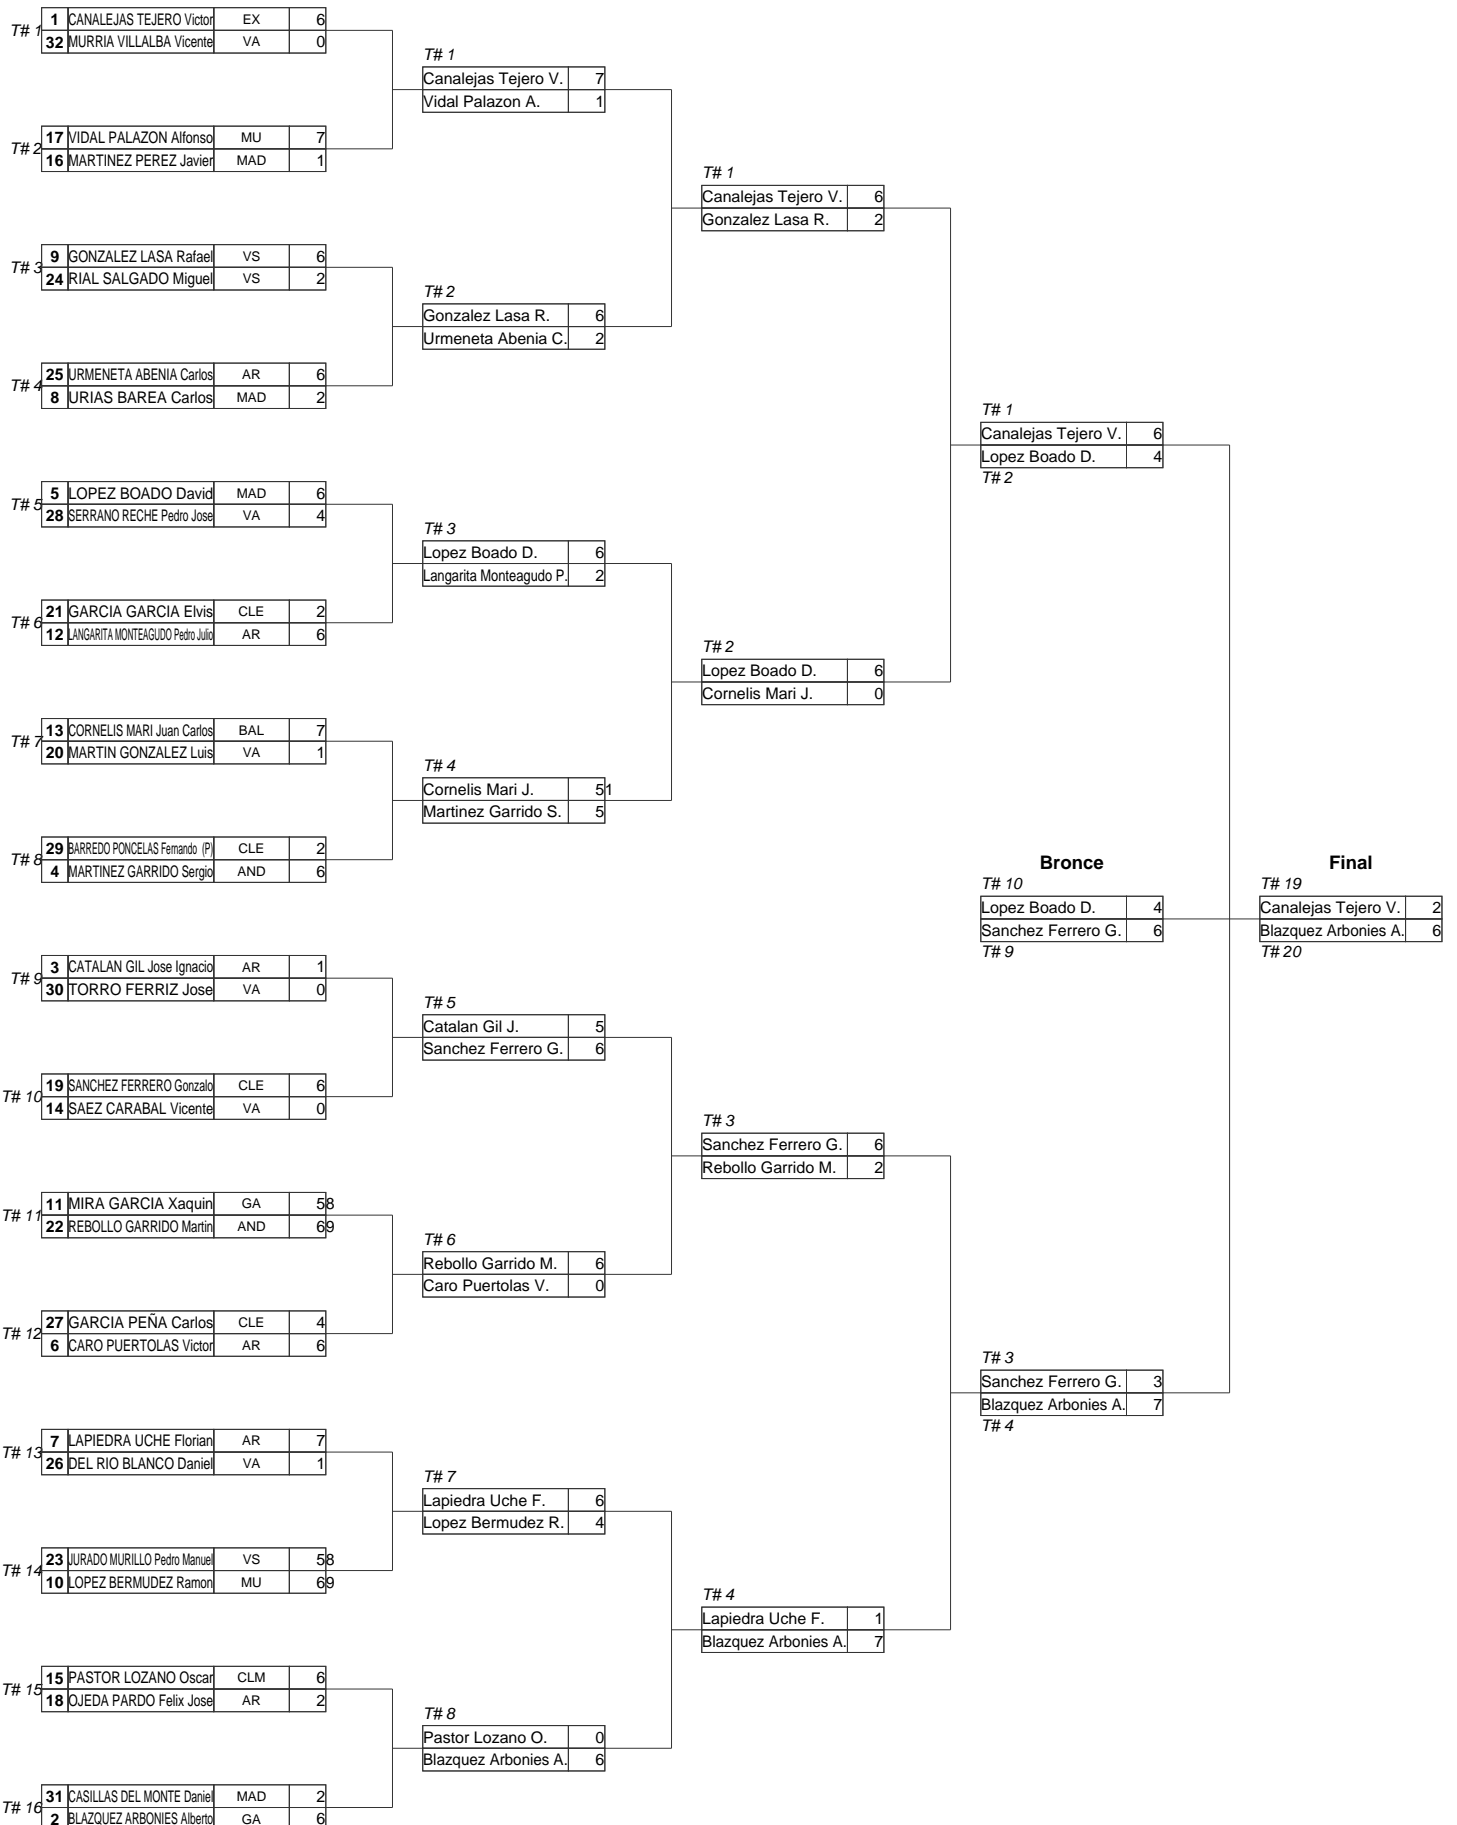 T# 1
1 CANALEJAS TEJERO Victor EX 6
32 MURRIA VILLALBA Vicente VA 0
T# 2
17 VIDAL PALAZON Alfonso MU 7
16 MARTINEZ PEREZ Javier MAD 1
T# 3
9 GONZALEZ LASA Rafael VS 6
24 RIAL SALGADO Miguel VS 2
T# 4
25 URMENETA ABENIA Carlos AR 6
8 URIAS BAREA Carlos MAD 2
T# 5
5 LOPEZ BOADO David MAD 6
28 SERRANO RECHE Pedro Jose VA 4
T# 6
21 GARCIA GARCIA Elvis CLE 2
12 LANGARITA MONTEAGUDO Pedro Julio AR 6
T# 7
13 CORNELIS MARI Juan Carlos BAL 7
20 MARTIN GONZALEZ Luis VA 1
T# 8
29 BARREDO PONCELAS Fernando (P) CLE 2
4 MARTINEZ GARRIDO Sergio AND 6
T# 9
3 CATALAN GIL Jose Ignacio AR 1
30 TORRO FERRIZ Jose VA 0
T# 10
19 SANCHEZ FERRERO Gonzalo CLE 6
14 SAEZ CARABAL Vicente VA 0
T# 11
11 MIRA GARCIA Xaquin GA 58
22 REBOLLO GARRIDO Martin AND 69
T# 12
27 GARCIA PEÑA Carlos CLE 4
6 CARO PUERTOLAS Victor AR 6
T# 13
7 LAPIEDRA UCHE Florian AR 7
26 DEL RIO BLANCO Daniel VA 1
T# 14
23 JURADO MURILLO Pedro Manuel VS 58
10 LOPEZ BERMUDEZ Ramon MU 69
T# 15
15 PASTOR LOZANO Oscar CLM 6
18 OJEDA PARDO Felix Jose AR 2
T# 16
31 CASILLAS DEL MONTE Daniel MAD 2
2 BLAZQUEZ ARBONIES Alberto GA 6
T# 1
Canalejas Tejero V. 7
Vidal Palazon A. 1
T# 2
Gonzalez Lasa R. 6
Urmeneta Abenia C. 2
T# 3
Lopez Boado D. 6
Langarita Monteagudo P. 2
T# 4
Cornelis Mari J. 51
Martinez Garrido S. 5
T# 5
Catalan Gil J. 5
Sanchez Ferrero G. 6
T# 6
Rebollo Garrido M. 6
Caro Puertolas V. 0
T# 7
Lapiedra Uche F. 6
Lopez Bermudez R. 4
T# 8
Pastor Lozano O. 0
Blazquez Arbonies A. 6
T# 1
Canalejas Tejero V. 6
Gonzalez Lasa R. 2
T# 2
Lopez Boado D. 6
Cornelis Mari J. 0
T# 3
Sanchez Ferrero G. 6
Rebollo Garrido M. 2
T# 4
Lapiedra Uche F. 1
Blazquez Arbonies A. 7
T# 1
Canalejas Tejero V. 6
Lopez Boado D. 4
T# 2
T# 3
Sanchez Ferrero G. 3
Blazquez Arbonies A. 7
T# 4
Bronce
T# 10
Lopez Boado D. 4
Sanchez Ferrero G. 6
T# 9
Final
T# 19
Canalejas Tejero V. 2
Blazquez Arbonies A. 6
T# 20